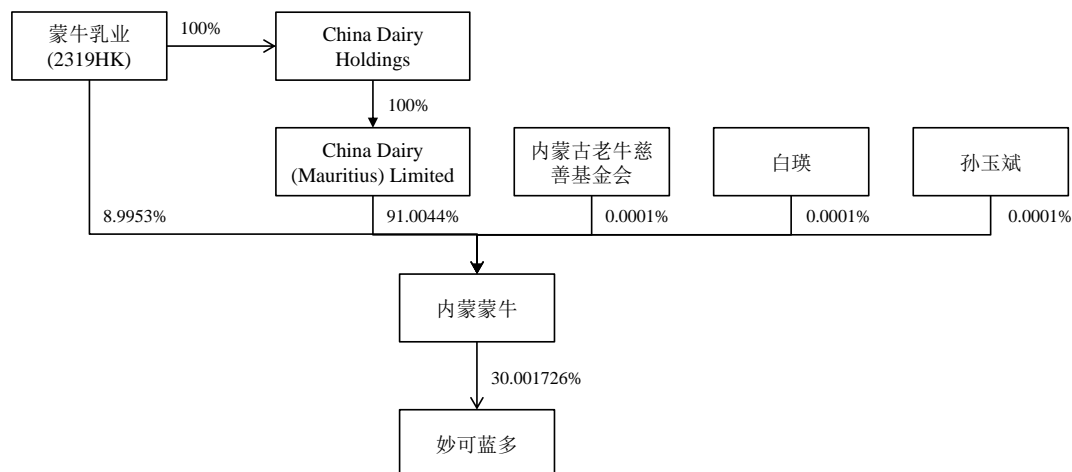 蒙牛乳业
(2319HK)
100%
China Dairy
Holdings
100%
China Dairy
(Mauritius) Limited
内蒙古老牛慈
善基金会
白瑛
孙玉斌
8.9953%
91.0044%
0.0001%
0.0001%
0.0001%
内蒙蒙牛
30.001726%
妙可蓝多